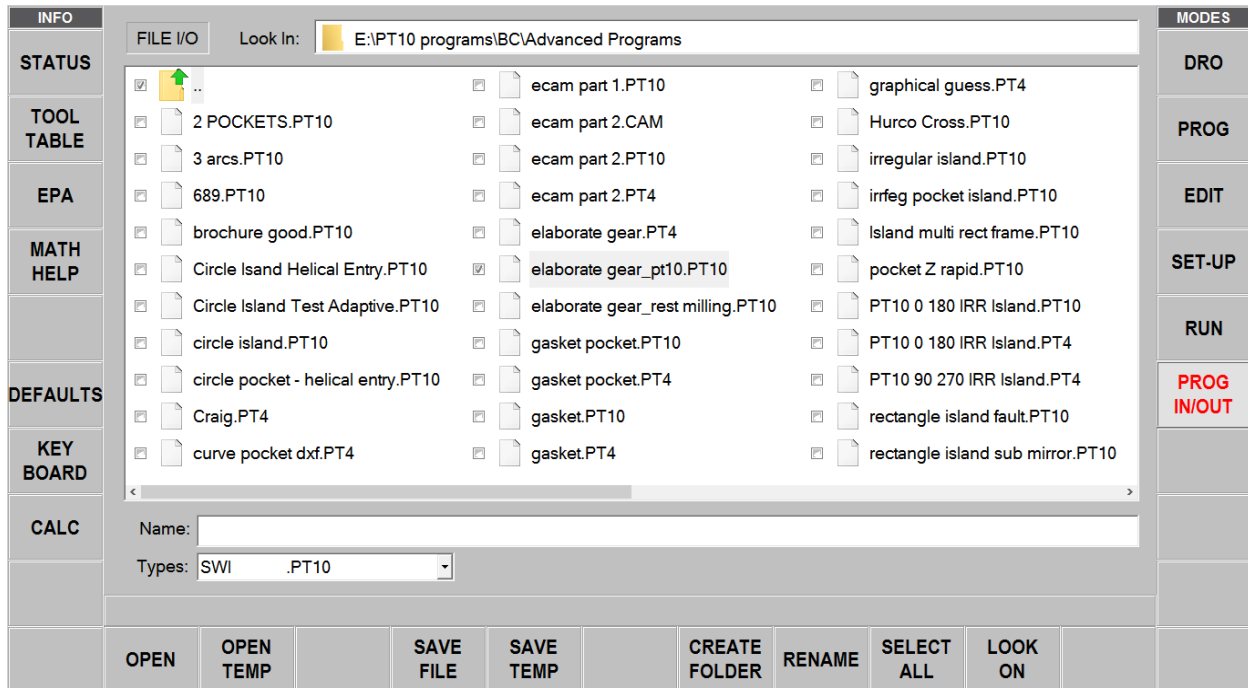 INFO
STATUS
TOOL
TABLE
EPA
MATH
HELP
DEFAULTS
KEY
BOARD
CALC
FILE I/O
Look In:
E:\PT10 programs\BC\Advanced Programs
..
2 POCKETS.PT10
3 arcs.PT10
689.PT10
brochure good.PT10
Circle Isand Helical Entry.PT10
Circle Island Test Adaptive.PT10
circle island.PT10
circle pocket - helical entry.PT10
Craig.PT4
curve pocket dxf.PT4
ecam part 1.PT10
ecam part 2.CAM
ecam part 2.PT10
ecam part 2.PT4
elaborate gear.PT4
elaborate gear_pt10.PT10
elaborate gear_rest milling.PT10
gasket pocket.PT10
gasket pocket.PT4
gasket.PT10
gasket.PT4
graphical guess.PT4
Hurco Cross.PT10
irregular island.PT10
irrfeg pocket island.PT10
Island multi rect frame.PT10
pocket Z rapid.PT10
PT10 0 180 IRR Island.PT10
PT10 0 180 IRR Island.PT4
PT10 90 270 IRR Island.PT4
rectangle island fault.PT10
rectangle island sub mirror.PT10
Name:
Types: SWI .PT10
OPEN
OPEN
TEMP
SAVE
FILE
SAVE
TEMP
CREATE
FOLDER
RENAME
SELECT
ALL
LOOK
ON
MODES
DRO
PROG
EDIT
SET-UP
RUN
PROG
IN/OUT